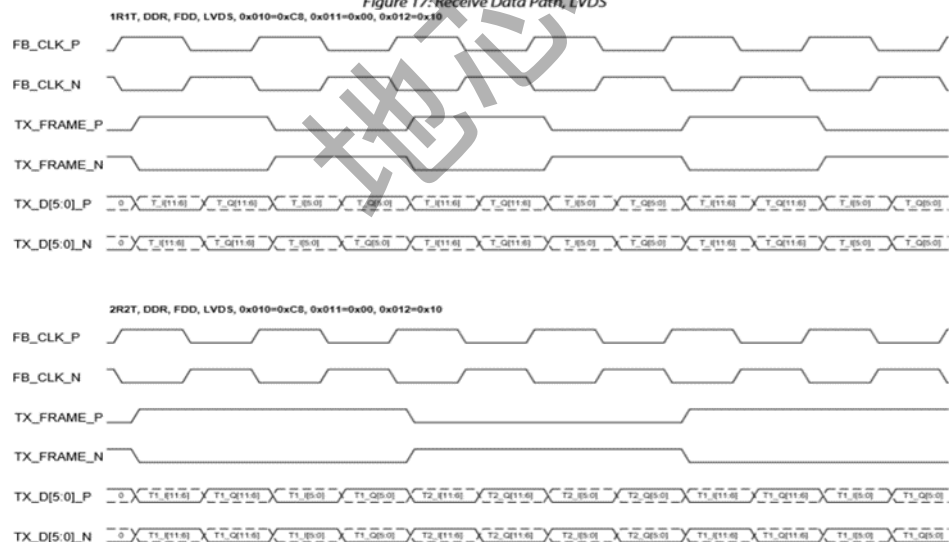 Figure 17: Receive Data Path, LVDS
1R1T, DDR, FDD, LVDS, 0x010=0xC8, 0x011=0x00, 0x012=0x10
FB_CLK_P
FB_CLK_N
TX_FRAME_P
TX_FRAME_N
TX_D[5:0]_P 0 T_I[11:6] T_Q[11:6] T_I[5:0] T_Q[5:0] T_I[11:6] T_Q[11:6] T_I[5:0] T_Q[5:0] T_I[11:6] T_Q[11:6] T_I[5:0] T_Q[5:0]
TX_D[5:0]_N 0 T_I[11:6] T_Q[11:6] T_I[5:0] T_Q[5:0] T_I[11:6] T_Q[11:6] T_I[5:0] T_Q[5:0] T_I[11:6] T_Q[11:6] T_I[5:0] T_Q[5:0]
2R2T, DDR, FDD, LVDS, 0x010=0xC8, 0x011=0x00, 0x012=0x10
FB_CLK_P
FB_CLK_N
TX_FRAME_P
TX_FRAME_N
TX_D[5:0]_P 0 T1_I[11:6] T1_Q[11:6] T1_I[5:0] T1_Q[5:0] T2_I[11:6] T2_Q[11:6] T2_I[5:0] T2_Q[5:0] T1_I[11:6] T1_Q[11:6] T1_I[5:0] T1_Q[5:0]
TX_D[5:0]_N 0 T1_I[11:6] T1_Q[11:6] T1_I[5:0] T1_Q[5:0] T2_I[11:6] T2_Q[11:6] T2_I[5:0] T2_Q[5:0] T1_I[11:6] T1_Q[11:6] T1_I[5:0] T1_Q[5:0]
地芯